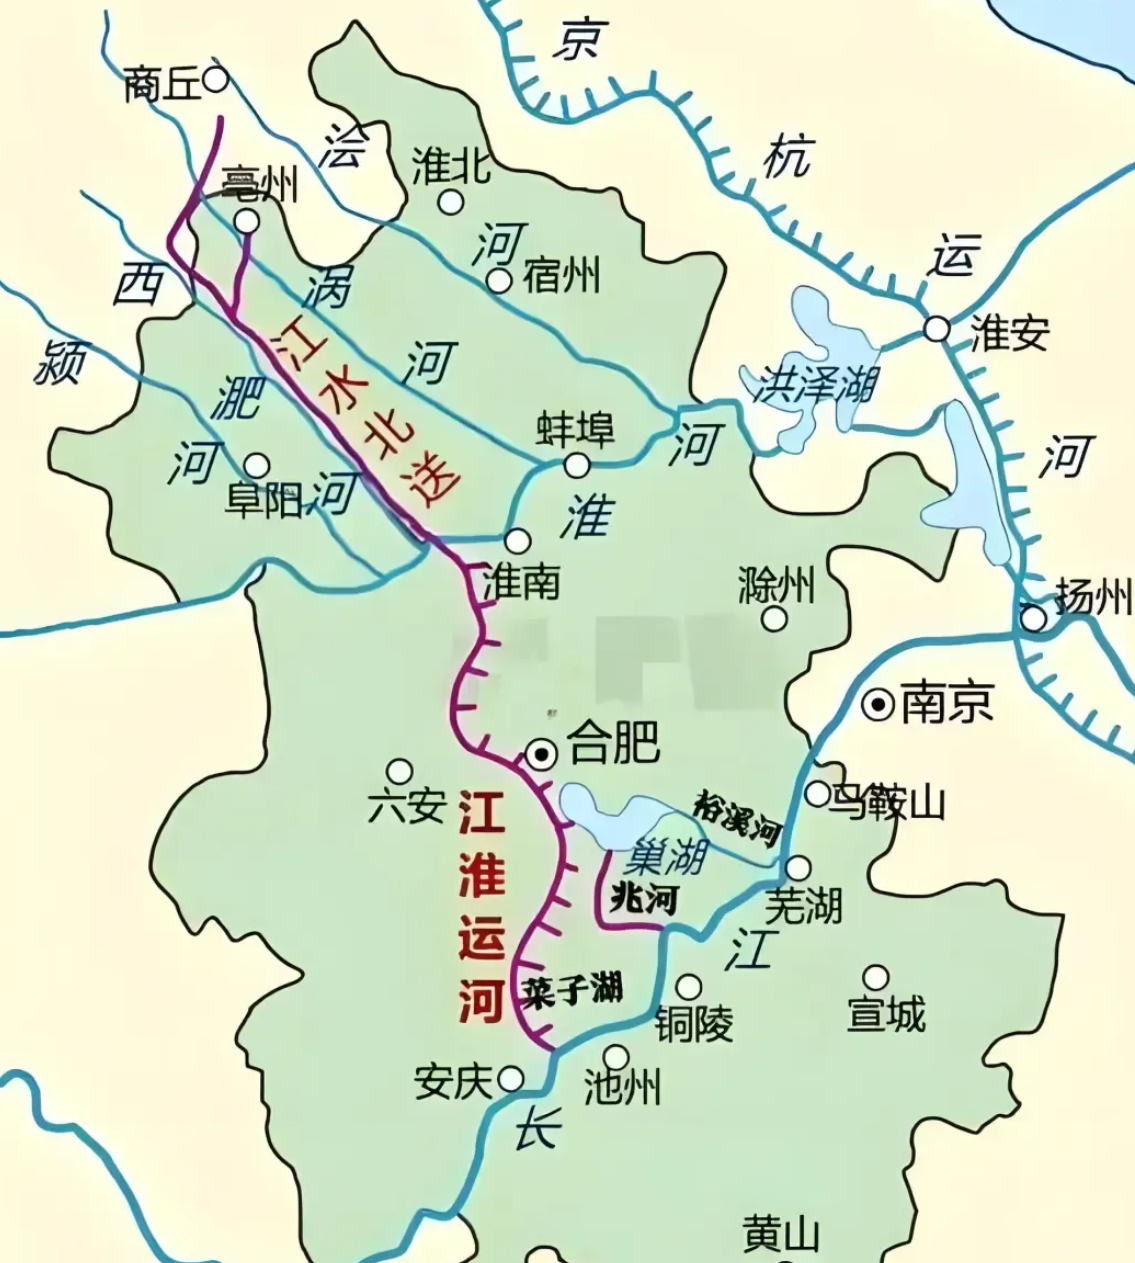 京
商丘
杭
浍
淮北
亳州
河
运
宿州
西
涡
淮安
江水北送
颍
河
洪泽湖
淝
蚌埠
河
河
河
阜阳
河
淮
淮南
滁州
扬州
南京
合肥
六安
马鞍山
江淮运河
裕溪河
巢湖
兆河
芜湖
江
菜子湖
铜陵
宣城
安庆
池州
长
黄山